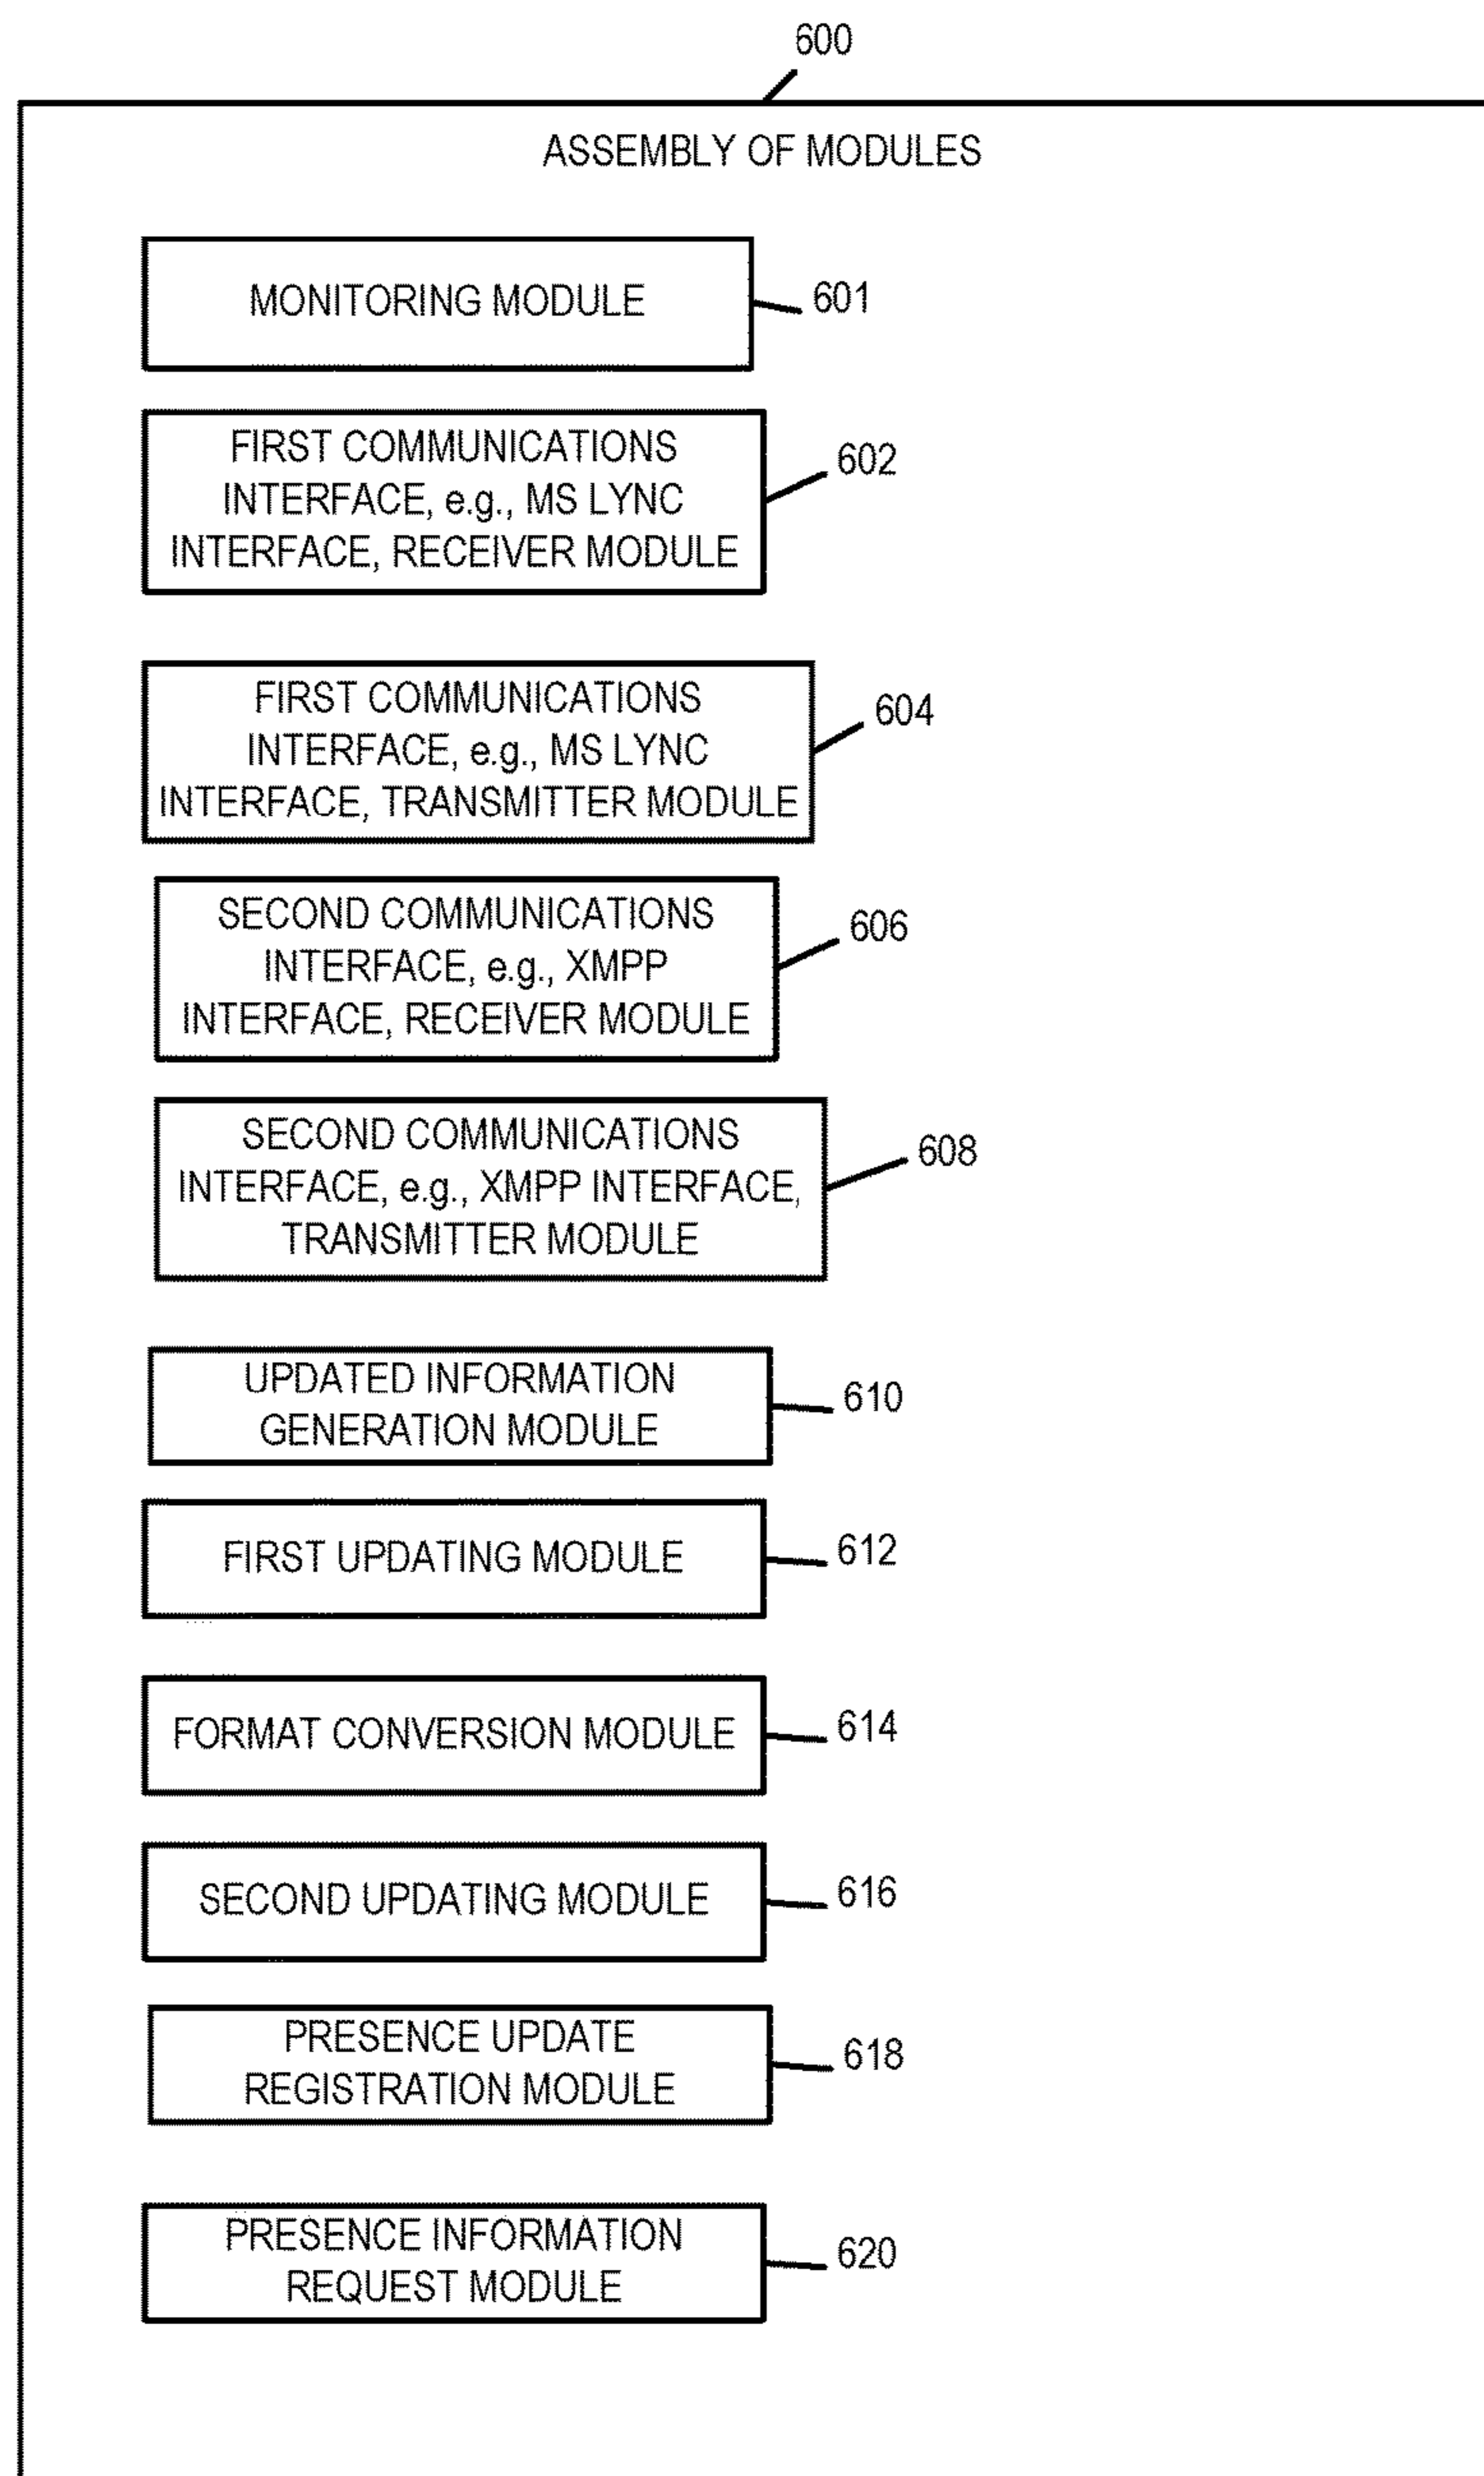 600
ASSEMBLY OF MODULES
MONITORING MODULE
601
FIRST COMMUNICATIONS
INTERFACE, e.g., MS LYNC
INTERFACE, RECEIVER MODULE
602
FIRST COMMUNICATIONS
INTERFACE, e.g., MS LYNC
INTERFACE, TRANSMITTER MODULE
604
SECOND COMMUNICATIONS
INTERFACE, e.g., XMPP
INTERFACE, RECEIVER MODULE
606
SECOND COMMUNICATIONS
INTERFACE, e.g., XMPP INTERFACE,
TRANSMITTER MODULE
608
UPDATED INFORMATION
GENERATION MODULE
610
FIRST UPDATING MODULE
612
FORMAT CONVERSION MODULE
614
SECOND UPDATING MODULE
616
PRESENCE UPDATE
REGISTRATION MODULE
618
PRESENCE INFORMATION
REQUEST MODULE
620